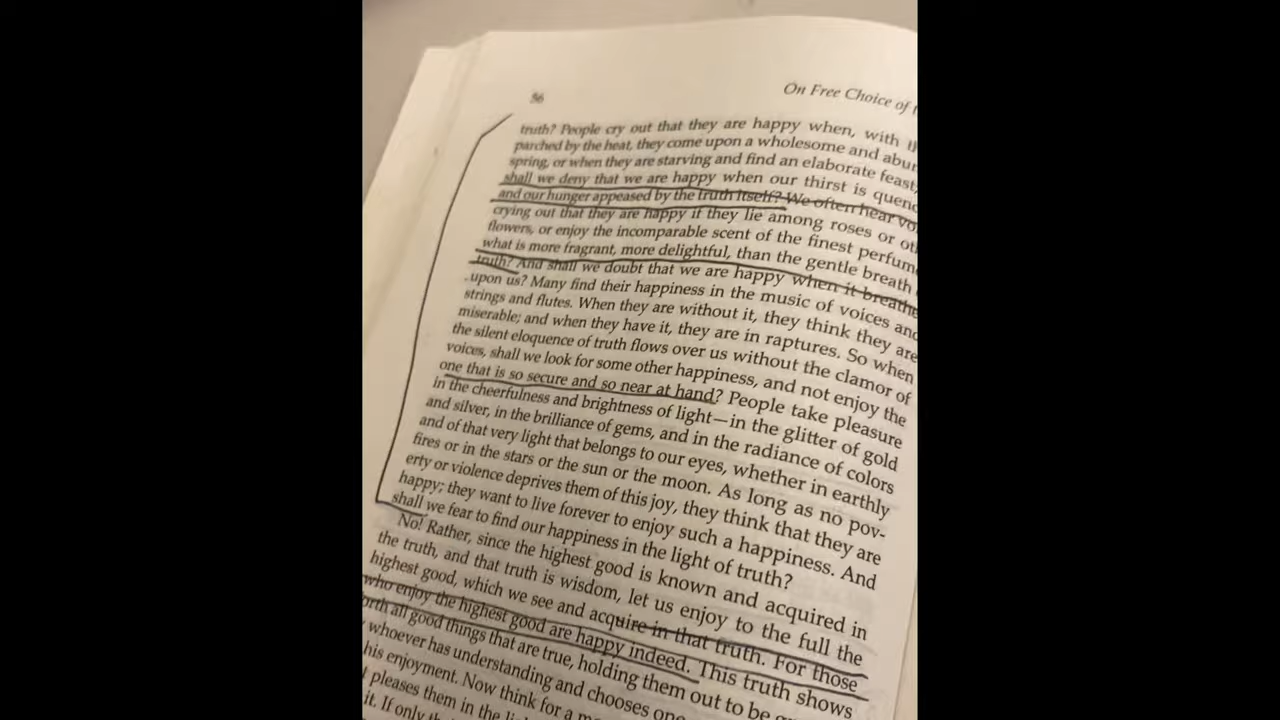 56
On Free Choice of
truth? People cry out that they are happy when, with
parched by the heat, they come upon a wholesome and
spring, or when they are starving and find an elaborate feast,
shall we deny that we are happy when our thirst is
and our hunger appeased by the truth itself? We often hear
crying out that they are happy if they lie among roses or
flowers, or enjoy the incomparable scent of the finest
what is more fragrant, more delightful, than the gentle breath
truth? And shall we doubt that we are happy when it
upon us? Many find their happiness in the music of voices
strings and flutes. When they are without it, they think they are
miserable; and when they have it, they are in raptures. So when
the silent eloquence of truth flows over us without the clamor of
voices, shall we look for some other happiness, and not enjoy the
one that is so secure and so near at hand? People take pleasure
in the cheerfulness and brightness of light—in the glitter of gold
and silver, in the brilliance of gems, and in the radiance of colors
and of that very light that belongs to our eyes, whether in earthly
fires or in the stars or the sun or the moon. As long as no pov-
erty or violence deprives them of this joy, they think that they are
happy; they want to live forever to enjoy such a happiness. And
shall we fear to find our happiness in the light of truth?
No! Rather, since the highest good is known and acquired in
the truth, and that truth is wisdom, let us enjoy to the full the
highest good, which we see and acquire in that truth. For those
who enjoy the highest good are happy indeed. This truth shows
all good things that are true, holding them out to be
whoever has understanding and chooses one
his enjoyment. Now think for a
pleases them in the
it. If only